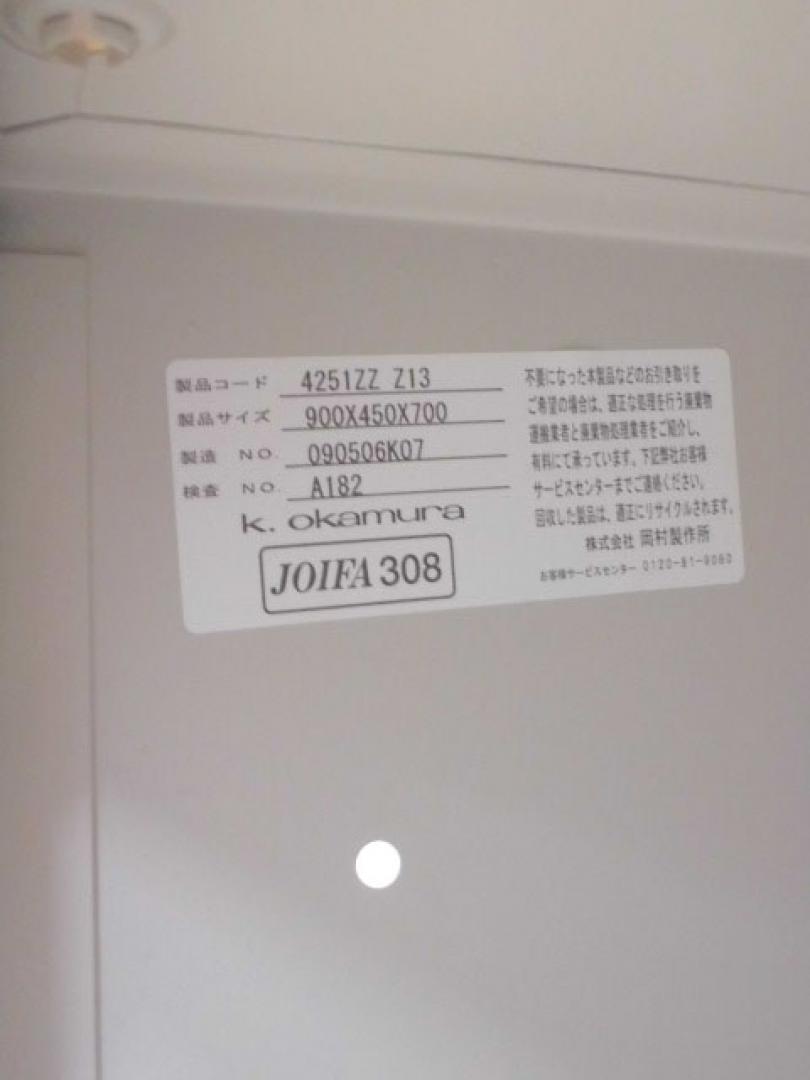 製品コード 4251ZZ Z13
製品サイズ 900X450X700
製造 NO. 090506K07
検査 NO. A182
k. okamura
JOIFA 308
不要になった本製品などのお引き取りを
ご希望の場合は、適正な処理を行う廃棄物
運搬業者と廃棄物処理業者をご紹介し、
有料にて承っています。下記弊社お客様
サービスセンターまでご連絡ください。
回収した製品は、適正にリサイクルされます。
株式会社 岡村製作所
お客様サービスセンター 0120-81-9060